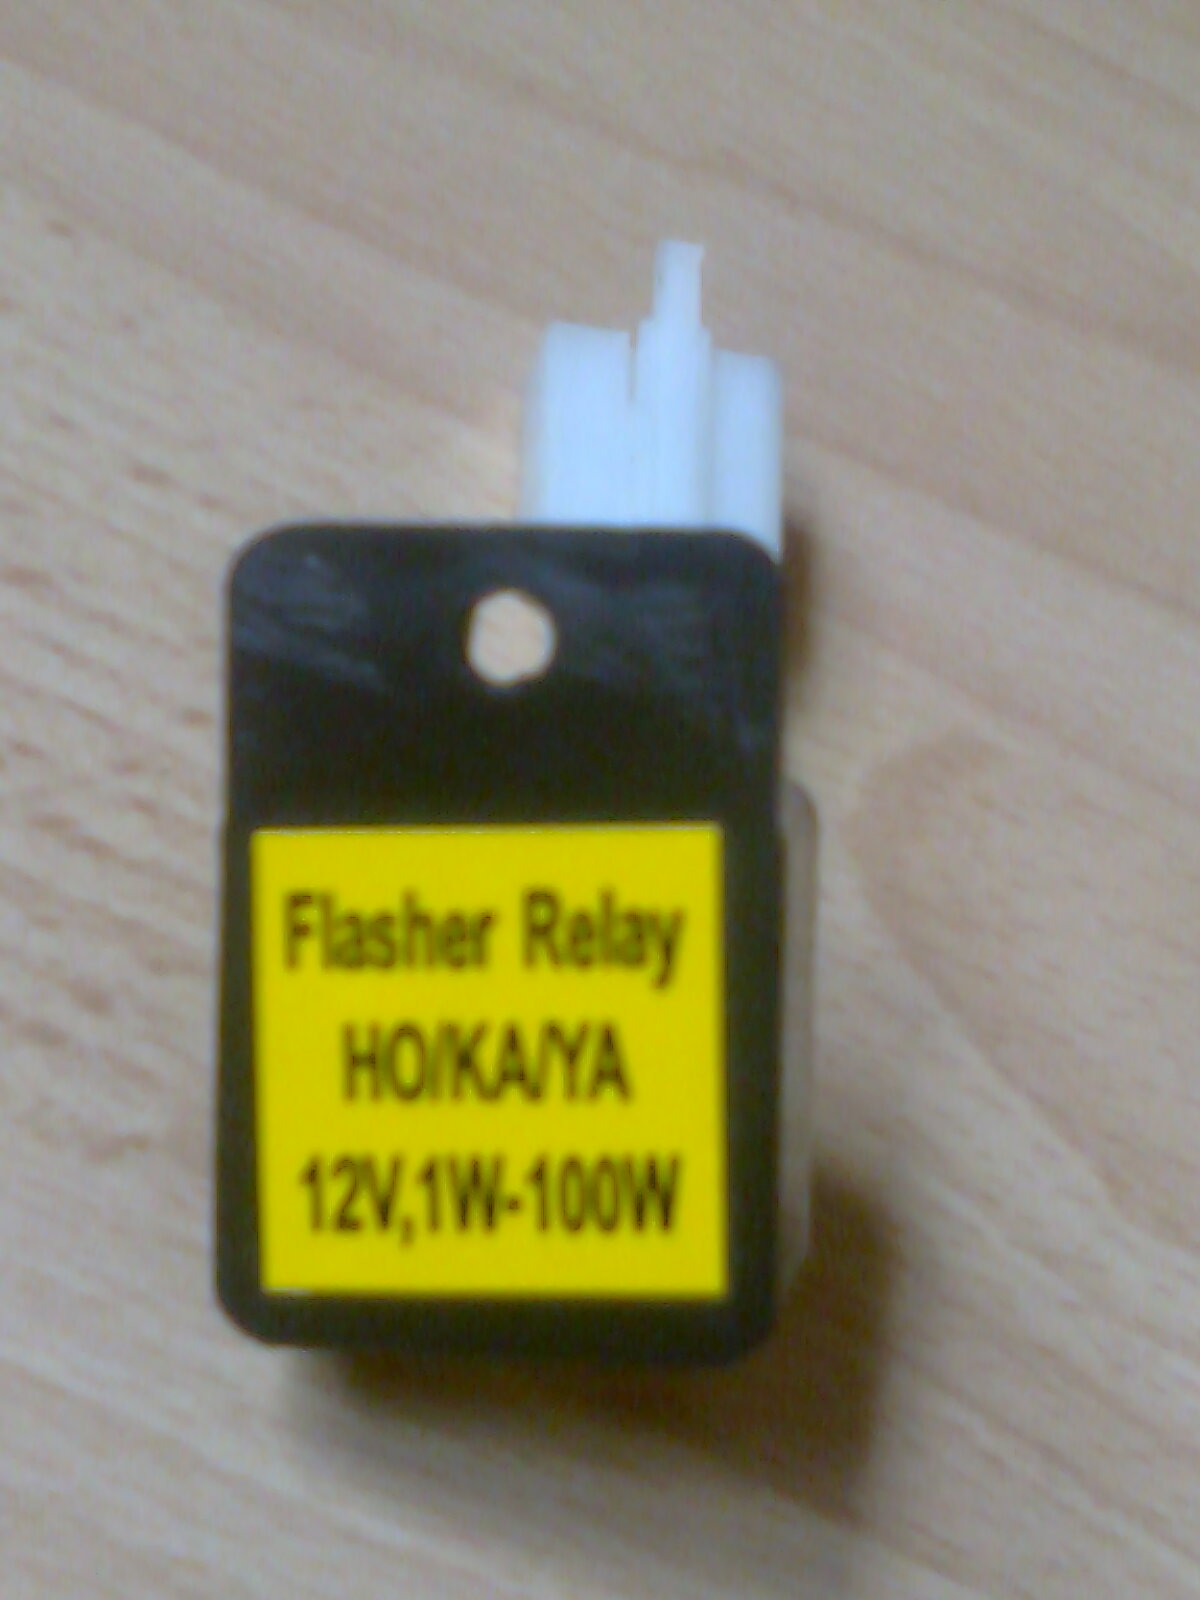 Flasher Relay
HO/KA/YA
12V,1W-100W